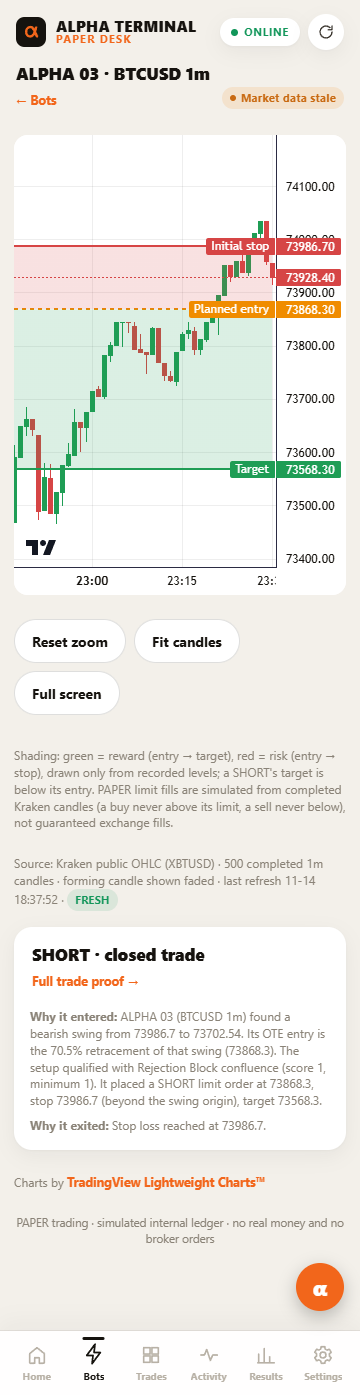 α
ALPHA TERMINAL
PAPER DESK
ONLINE
ALPHA 03 · BTCUSD 1m
← Bots
Market data stale
74100.00
Initial stop 73986.70
73928.40
73900.00
Planned entry 73868.30
73800.00
73700.00
73600.00
Target 73568.30
73500.00
73400.00
23:00 23:15
Reset zoom
Fit candles
Full screen
Shading: green = reward (entry → target), red = risk (entry →
stop), drawn only from recorded levels; a SHORT's target is
below its entry. PAPER limit fills are simulated from completed
Kraken candles (a buy never above its limit, a sell never below),
not guaranteed exchange fills.
Source: Kraken public OHLC (XBTUSD) · 500 completed 1m
candles · forming candle shown faded · last refresh 11-14
18:37:52 · FRESH
SHORT · closed trade
Full trade proof →
Why it entered: ALPHA 03 (BTCUSD 1m) found a
bearish swing from 73986.7 to 73702.54. Its OTE entry is
the 70.5% retracement of that swing (73868.3). The
setup qualified with Rejection Block confluence (score 1,
minimum 1). It placed a SHORT limit order at 73868.3,
stop 73986.7 (beyond the swing origin), target 73568.3.
Why it exited: Stop loss reached at 73986.7.
Charts by TradingView Lightweight Charts™
PAPER trading · simulated internal ledger · no real money and no
broker orders
α
Home
Bots
Trades
Activity
Results
Settings